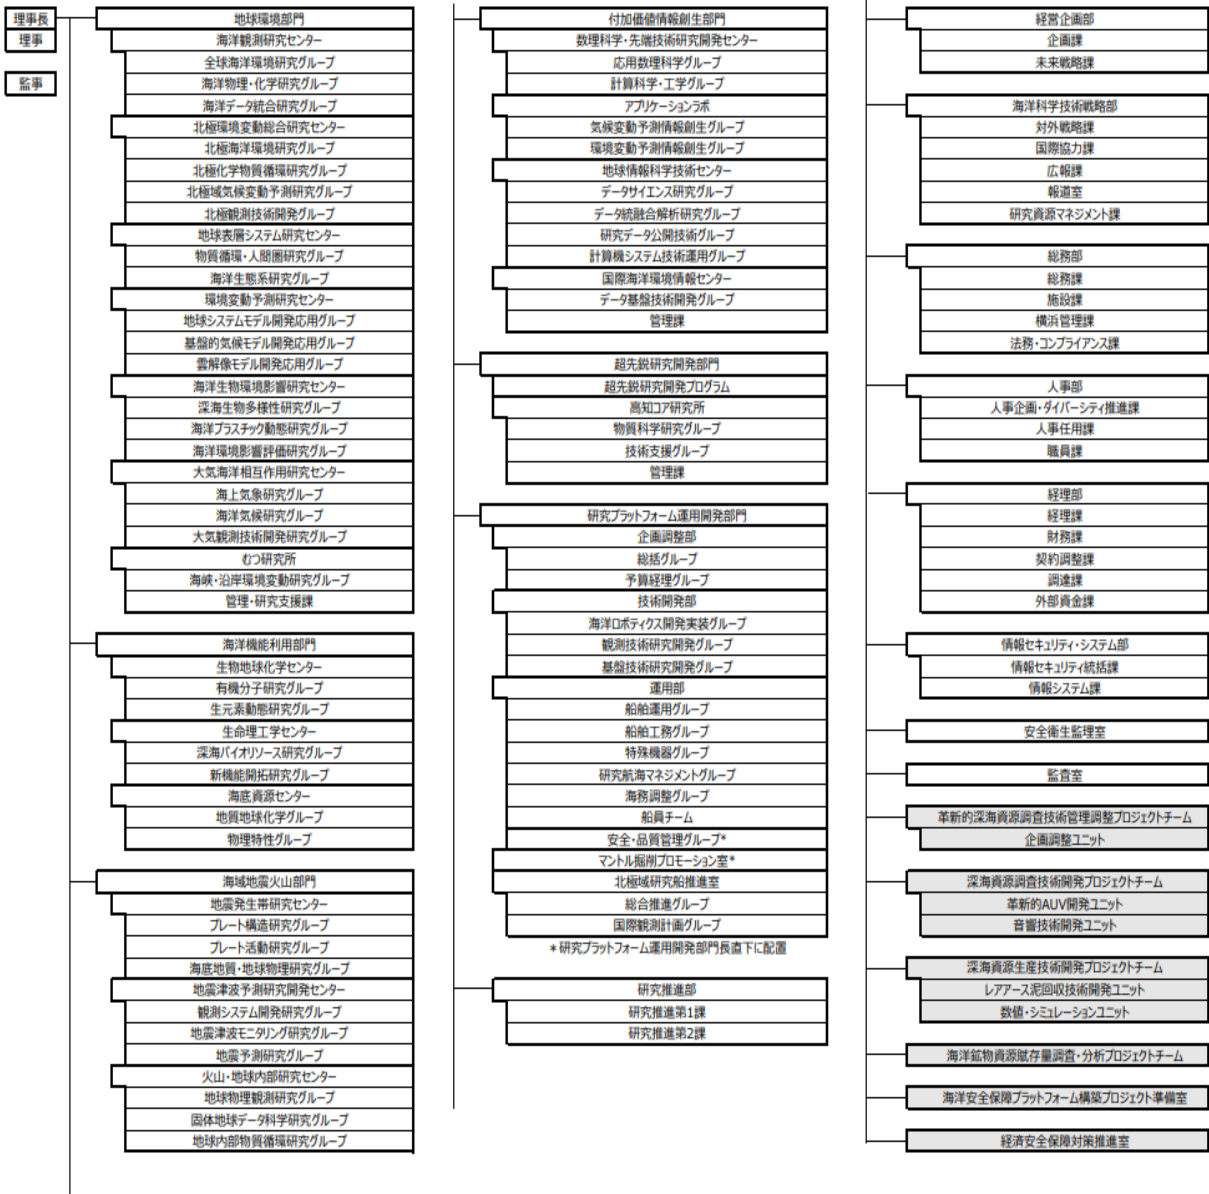 理事長
理事
監事
地球環境部門
海洋観測研究センター
全球海洋環境研究グループ
海洋物理・化学研究グループ
海洋データ統合研究グループ
北極環境変動総合研究センター
北極海洋環境研究グループ
北極化学物質循環研究グループ
北極域気候変動予測研究グループ
北極観測技術開発グループ
地球表層システム研究センター
物質循環・人間圏研究グループ
海洋生態系研究グループ
環境変動予測研究センター
地球システムモデル開発応用グループ
基盤的気候モデル開発応用グループ
雲解像モデル開発応用グループ
海洋生物環境影響研究センター
深海生物多様性研究グループ
海洋プラスチック動態研究グループ
海洋環境影響評価研究グループ
大気海洋相互作用研究センター
海上気象研究グループ
海洋気候研究グループ
大気観測技術開発研究グループ
むつ研究所
海峡・沿岸環境変動研究グループ
管理・研究支援課
海洋機能利用部門
生物地球化学センター
有機分子研究グループ
生元素動態研究グループ
生命理工学センター
深海バイオリソース研究グループ
新機能開拓研究グループ
海底資源センター
地質地球化学グループ
物理特性グループ
海域地震火山部門
地震発生帯研究センター
プレート構造研究グループ
プレート活動研究グループ
海底地質・地球物理研究グループ
地震津波予測研究開発センター
観測システム開発研究グループ
地震津波モニタリング研究グループ
地震予測研究グループ
火山・地球内部研究センター
地球物理観測研究グループ
固体地球データ科学研究グループ
地球内部物質循環研究グループ
付加価値情報創生部門
数理科学・先端技術研究開発センター
応用数理科学グループ
計算科学・工学グループ
アプリケーションラボ
気候変動予測情報創生グループ
環境変動予測情報創生グループ
地球情報科学技術センター
データサイエンス研究グループ
データ統融合解析研究グループ
研究データ公開技術グループ
計算機システム技術運用グループ
国際海洋環境情報センター
データ基盤技術開発グループ
管理課
超先鋭研究開発部門
超先鋭研究開発プログラム
高知コア研究所
物質科学研究グループ
技術支援グループ
管理課
研究プラットフォーム運用開発部門
企画調整部
総括グループ
予算経理グループ
技術開発部
海洋ロボティクス開発実装グループ
観測技術研究開発グループ
基盤技術研究開発グループ
運用部
船舶運用グループ
船舶工務グループ
特殊機器グループ
研究航海マネジメントグループ
海務調整グループ
船員チーム
安全・品質管理グループ*
マントル掘削プロモーション室*
北極域研究船推進室
総合推進グループ
国際観測計画グループ
*研究プラットフォーム運用開発部門長直下に配置
研究推進部
研究推進第1課
研究推進第2課
経営企画部
企画課
未来戦略課
海洋科学技術戦略部
対外戦略課
国際協力課
広報課
報道室
研究資源マネジメント課
総務部
総務課
施設課
横浜管理課
法務・コンプライアンス課
人事部
人事企画・ダイバーシティ推進課
人事任用課
職員課
経理部
経理課
財務課
契約調整課
調達課
外部資金課
情報セキュリティ・システム部
情報セキュリティ統括課
情報システム課
安全衛生監理室
監査室
革新的深海資源調査技術管理調整プロジェクトチーム
企画調整ユニット
深海資源調査技術開発プロジェクトチーム
革新的AUV開発ユニット
音響技術開発ユニット
深海資源生産技術開発プロジェクトチーム
レアアース泥回収技術開発ユニット
数値・シミュレーションユニット
海洋鉱物資源賦存量調査・分析プロジェクトチーム
海洋安全保障プラットフォーム構築プロジェクト準備室
経済安全保障対策推進室